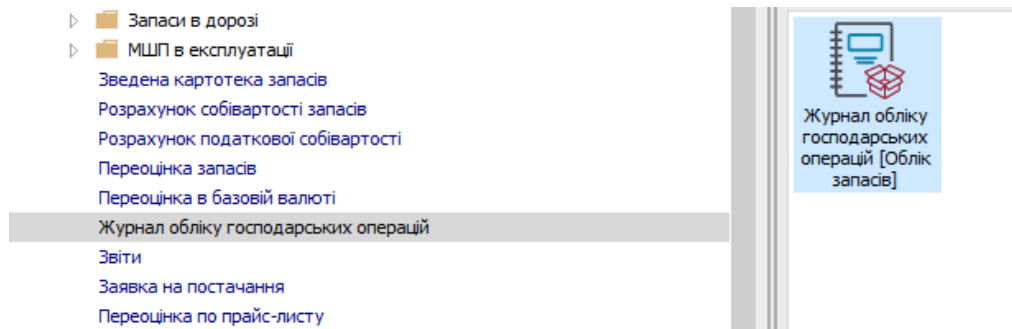 Запаси в дорозі
МШП в експлуатації
Зведена картотека запасів
Розрахунок собівартості запасів
Розрахунок податкової собівартості
Переоцінка запасів
Переоцінка в базовій валюті
Журнал обліку господарських операцій
Звіти
Заявка на постачання
Переоцінка по прайс-листу
Журнал обліку
господарських
операцій [Облік
запасів]